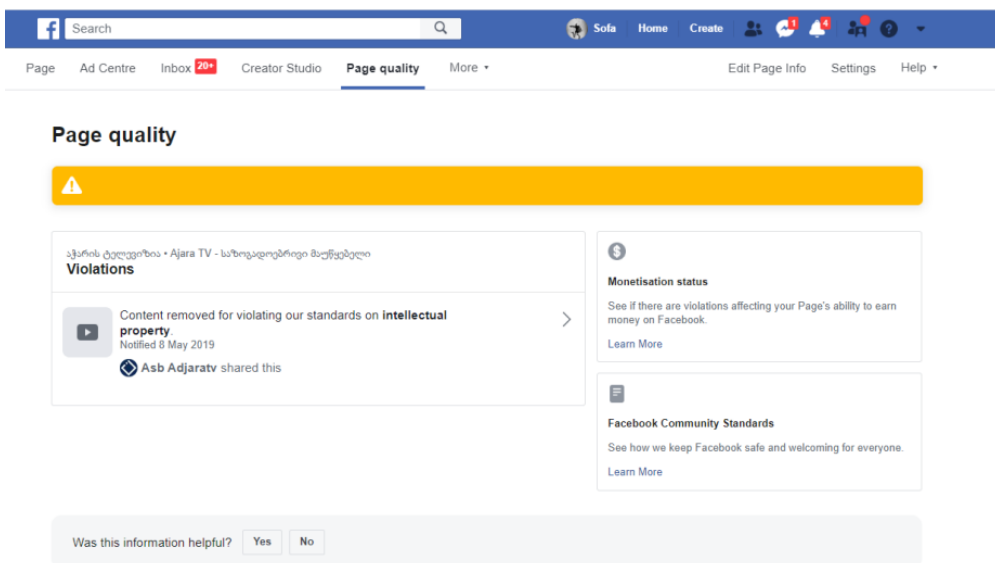 Search
Sofa Home Create 1 4
Page Ad Centre Inbox 20+ Creator Studio Page quality More Edit Page Info Settings Help
Page quality
აჭარის ტელევიზია • Ajara TV - საზოგადოებრივი მაუწყებელი
Violations
Content removed for violating our standards on intellectual
property.
Notified 8 May 2019
Asb Adjaratv shared this
Monetisation status
See if there are violations affecting your Page's ability to earn
money on Facebook.
Learn More
Facebook Community Standards
See how we keep Facebook safe and welcoming for everyone.
Learn More
Was this information helpful? Yes No